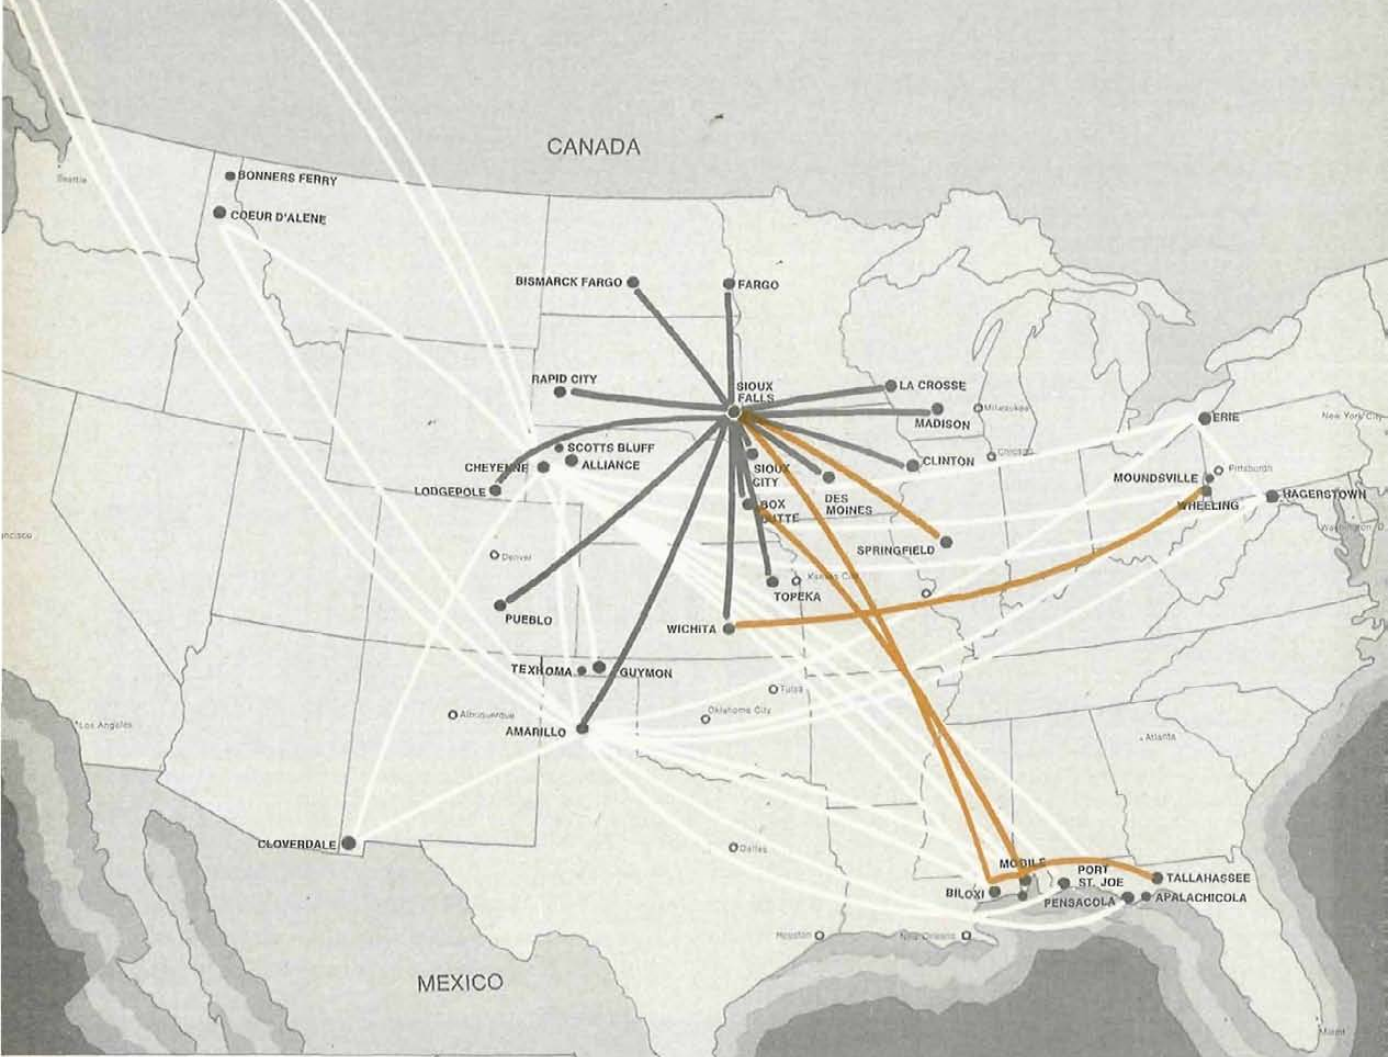 CANADA
Seattle
BONNERS FERRY
COEUR D'ALENE
BISMARCK FARGO
FARGO
RAPID CITY
SIOUX
FALLS
LA CROSSE
MADISON
Milwaukee
ERIE
New York City
SCOTTS BLUFF
ALLIANCE
CHEYENNE
LODGEPOLE
SIOUX
CITY
CLINTON
Chicago
DES
MOINES
MOUNDSVILLE
Pittsburgh
WHEELING
HAGERSTOWN
BOX
BUTTE
Washington D.
ncisco
Denver
SPRINGFIELD
Kansas City
TOPEKA
PUEBLO
WICHITA
TEXHOMA
GUYMON
Tulsa
Albuquerque
Oklahoma City
Los Angeles
AMARILLO
Atlanta
CLOVERDALE
Dallas
MOBILE
PORT
ST. JOE
TALLAHASSEE
BILOXI
PENSACOLA
APALACHICOLA
Houston
New Orleans
MEXICO
Miami